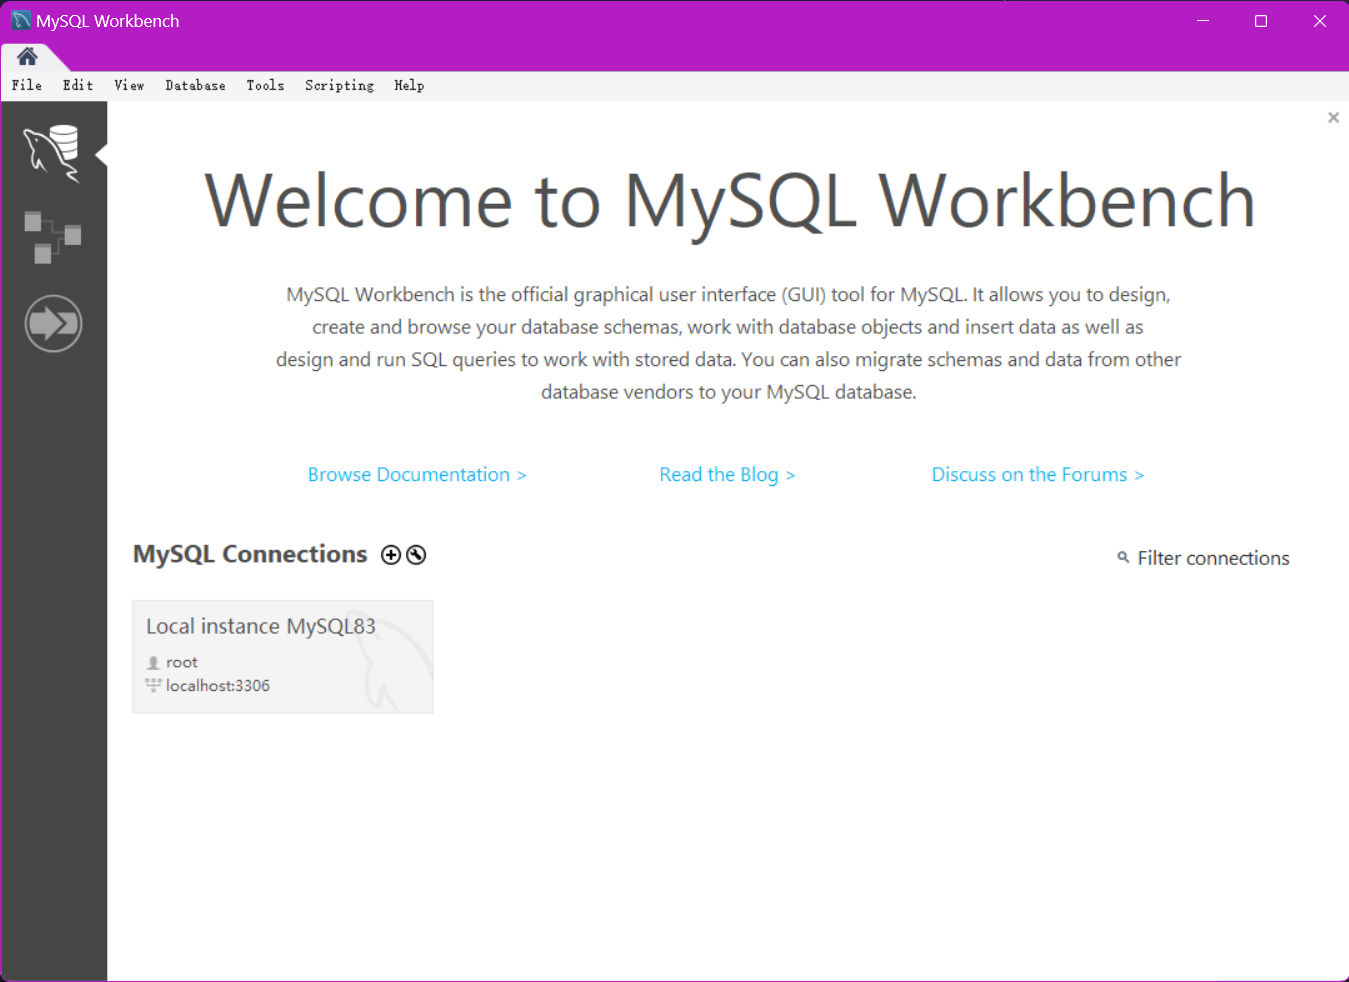 MySQL Workbench
File Edit View Database Tools Scripting Help
Welcome to MySQL Workbench
MySQL Workbench is the official graphical user interface (GUI) tool for MySQL. It allows you to design,
create and browse your database schemas, work with database objects and insert data as well as
design and run SQL queries to work with stored data. You can also migrate schemas and data from other
database vendors to your MySQL database.
Browse Documentation > Read the Blog > Discuss on the Forums >
MySQL Connections Filter connections
Local instance MySQL83
root
localhost:3306